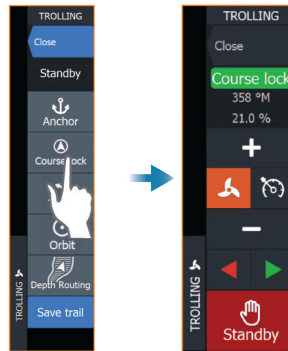 TROLLING
Close
Standby
Anchor
Course lock
Orbit
Depth Routing
Save trail
TROLLING
TROLLING
Close
Course lock
358 °M
21.0 %
Standby
TROLLING